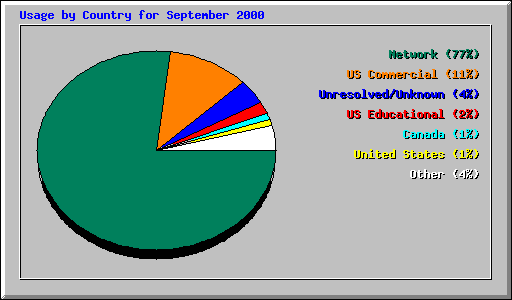 Usage by Country for September 2000
Network (77%)
US Commercial (11%)
Unresolved/Unknown (4%)
US Educational (2%)
Canada (1%)
United States (1%)
Other (4%)